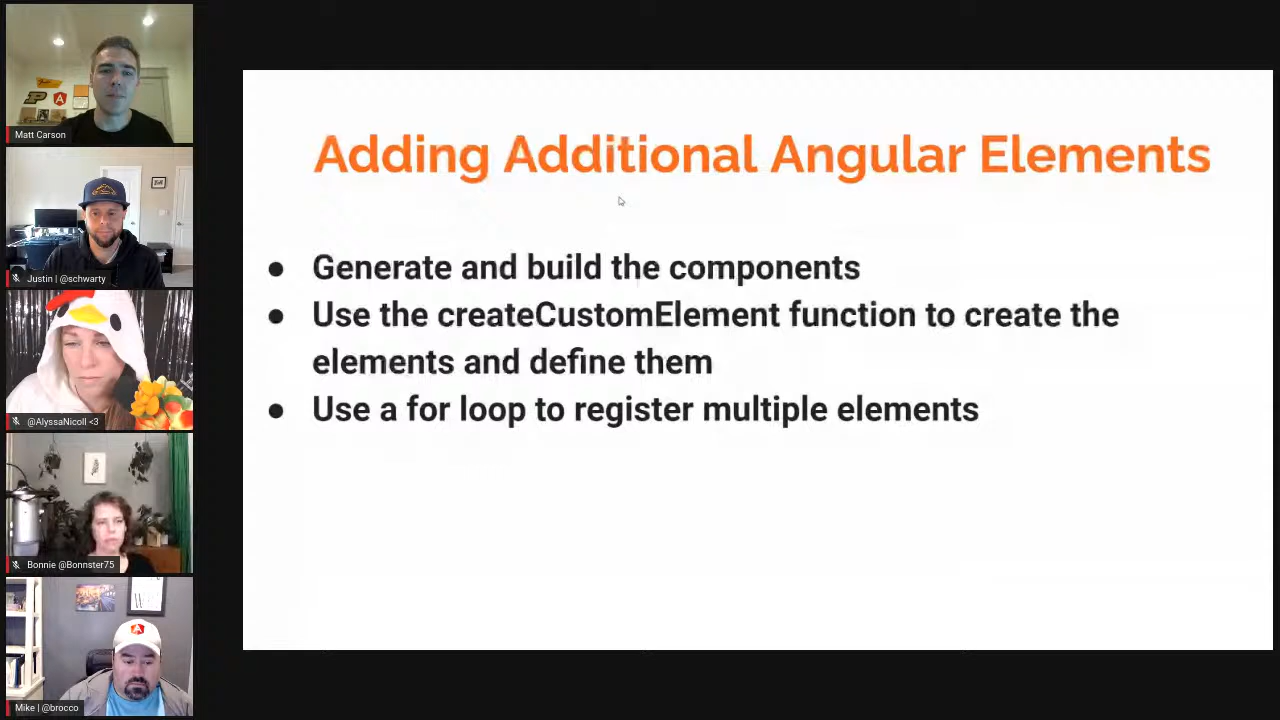 Matt Carson
Justin | @schwarty
@AlyssaNicoll <3
Bonnie @Bonnster75
Mike | @brocco
Adding Additional Angular Elements
● Generate and build the components
● Use the createCustomElement function to create the
elements and define them
● Use a for loop to register multiple elements